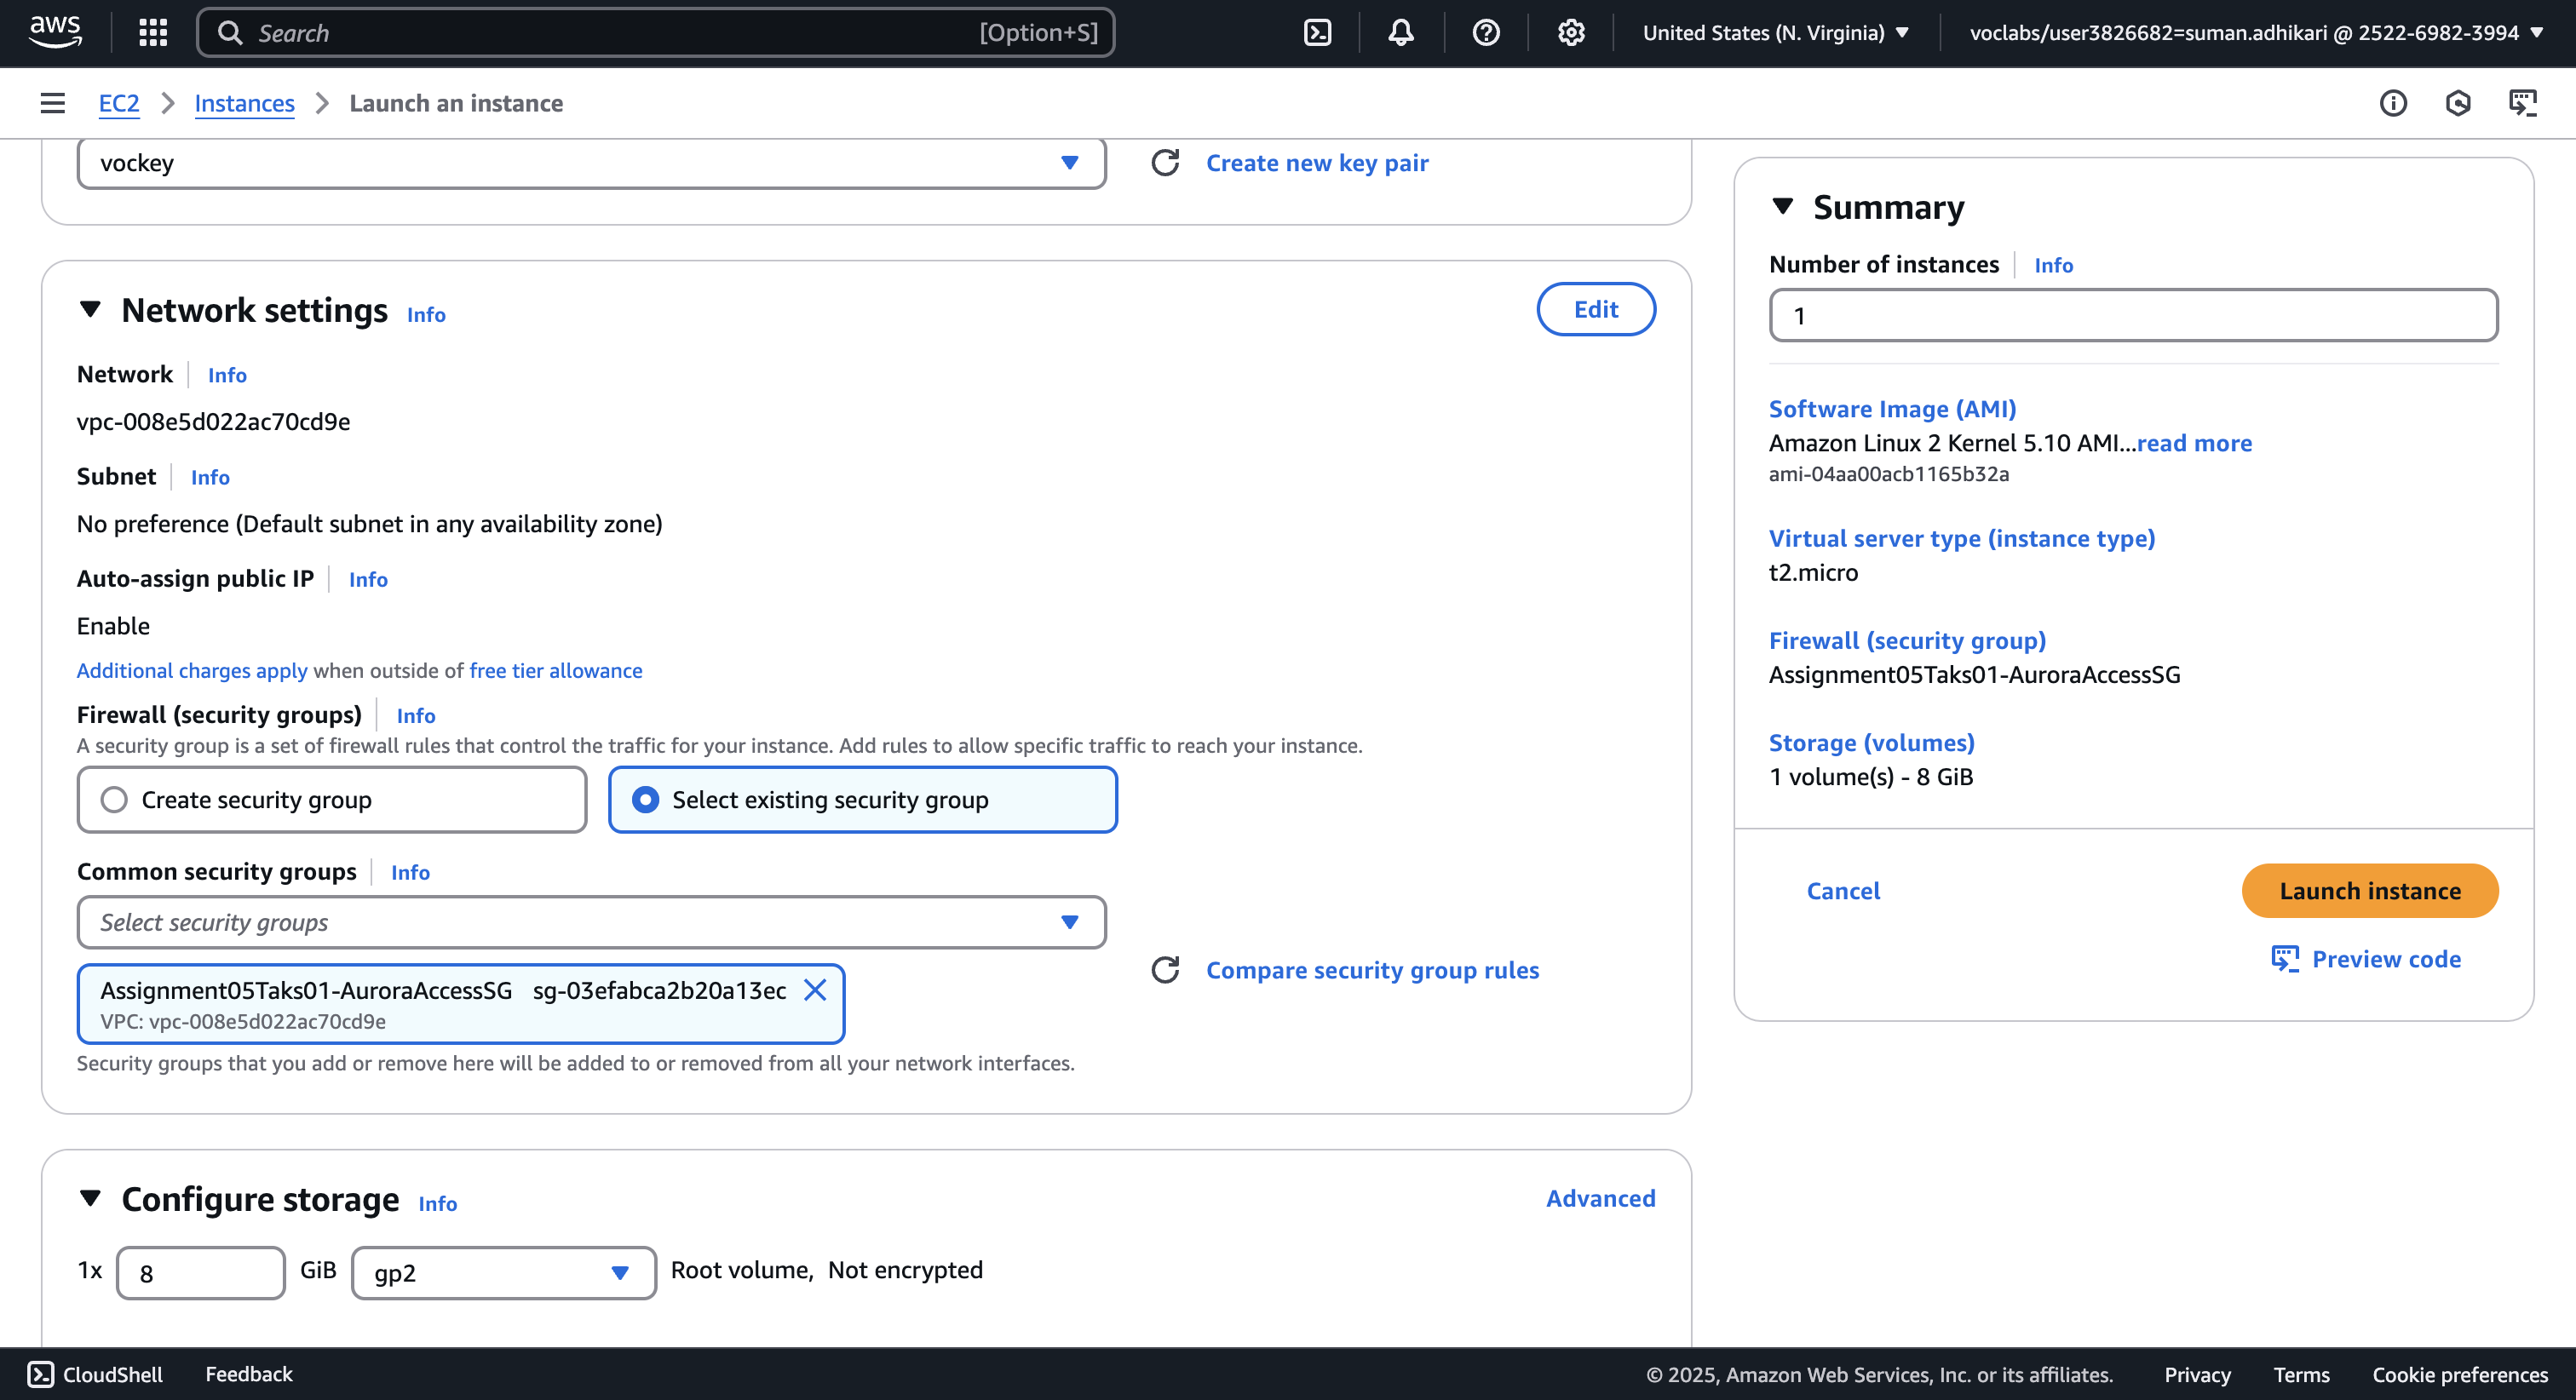 aws
Search [Option+S]
United States (N. Virginia)
voclabs/user3826682=suman.adhikari @ 2522-6982-3994
EC2 Instances Launch an instance
vockey
Create new key pair
Network settings Info
Edit
Network Info
vpc-008e5d022ac70cd9e
Subnet Info
No preference (Default subnet in any availability zone)
Auto-assign public IP Info
Enable
Additional charges apply when outside of free tier allowance
Firewall (security groups) Info
A security group is a set of firewall rules that control the traffic for your instance. Add rules to allow specific traffic to reach your instance.
Create security group
Select existing security group
Common security groups Info
Select security groups
Assignment05Taks01-AuroraAccessSG sg-03efabca2b20a13ec
VPC: vpc-008e5d022ac70cd9e
Compare security group rules
Security groups that you add or remove here will be added to or removed from all your network interfaces.
Configure storage Info
Advanced
1x 8 GiB gp2 Root volume, Not encrypted
Summary
Number of instances Info
1
Software Image (AMI)
Amazon Linux 2 Kernel 5.10 AMI...read more
ami-04aa00acb1165b32a
Virtual server type (instance type)
t2.micro
Firewall (security group)
Assignment05Taks01-AuroraAccessSG
Storage (volumes)
1 volume(s) - 8 GiB
Cancel
Launch instance
Preview code
CloudShell Feedback
© 2025, Amazon Web Services, Inc. or its affiliates. Privacy Terms Cookie preferences